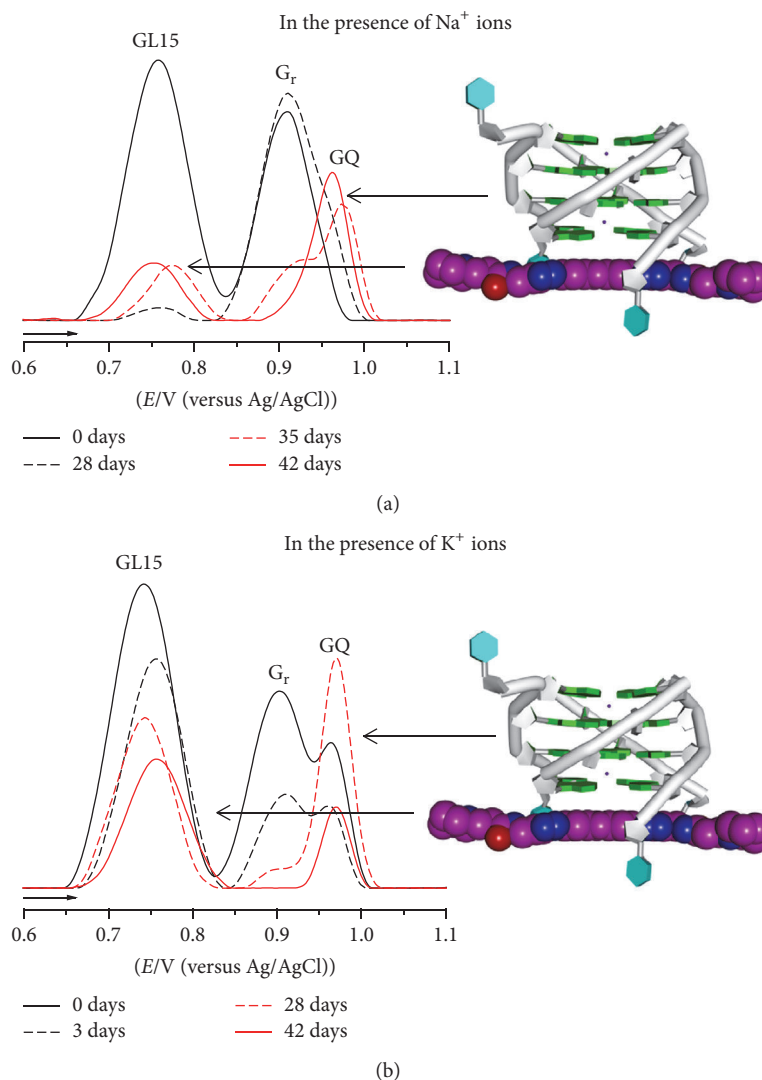 In the presence of Na⁺ ions
GL15
Gᵣ
GQ
0.6 0.7 0.8 0.9 1.0 1.1
(E/V (versus Ag/AgCl))
0 days 35 days
28 days 42 days
(a)
In the presence of K⁺ ions
GL15
Gᵣ
GQ
0.6 0.7 0.8 0.9 1.0 1.1
(E/V (versus Ag/AgCl))
0 days 28 days
3 days 42 days
(b)